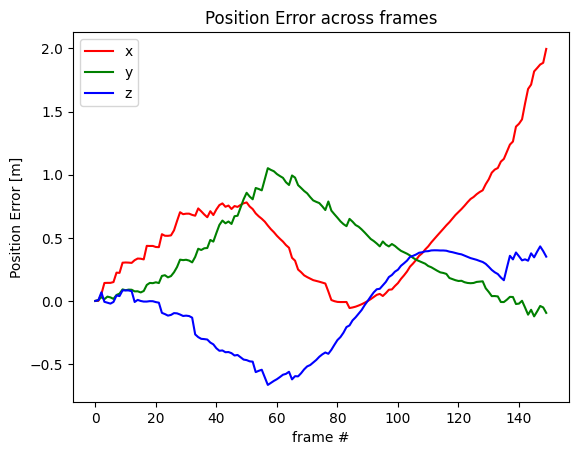 Position Error across frames
x
y
z
Position Error [m]
2.0
1.5
1.0
0.5
0.0
−0.5
0 20 40 60 80 100 120 140
frame #